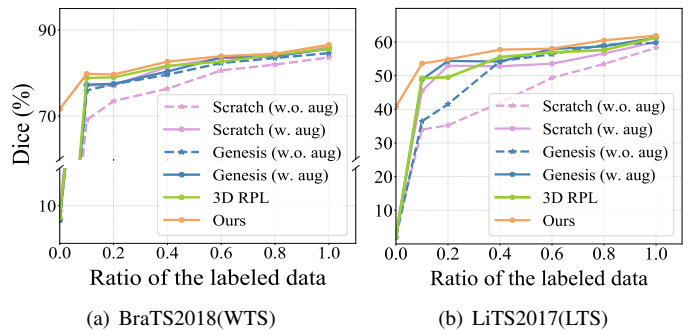 90
70
10
Dice (%)
0.0 0.2 0.4 0.6 0.8 1.0
Ratio of the labeled data
Scratch (w.o. aug)
Scratch (w. aug)
Genesis (w.o. aug)
Genesis (w. aug)
3D RPL
Ours
(a) BraTS2018(WTS)
60
50
40
30
20
10
0
0.0 0.2 0.4 0.6 0.8 1.0
Ratio of the labeled data
Scratch (w.o. aug)
Scratch (w. aug)
Genesis (w.o. aug)
Genesis (w. aug)
3D RPL
Ours
(b) LiTS2017(LTS)